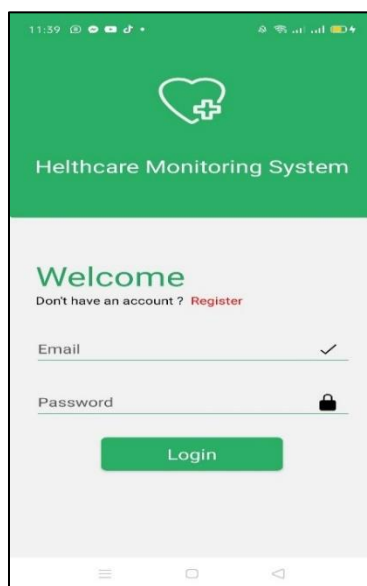 11:39
Helthcare Monitoring System
Welcome
Don't have an account ? Register
Email
Password
Login